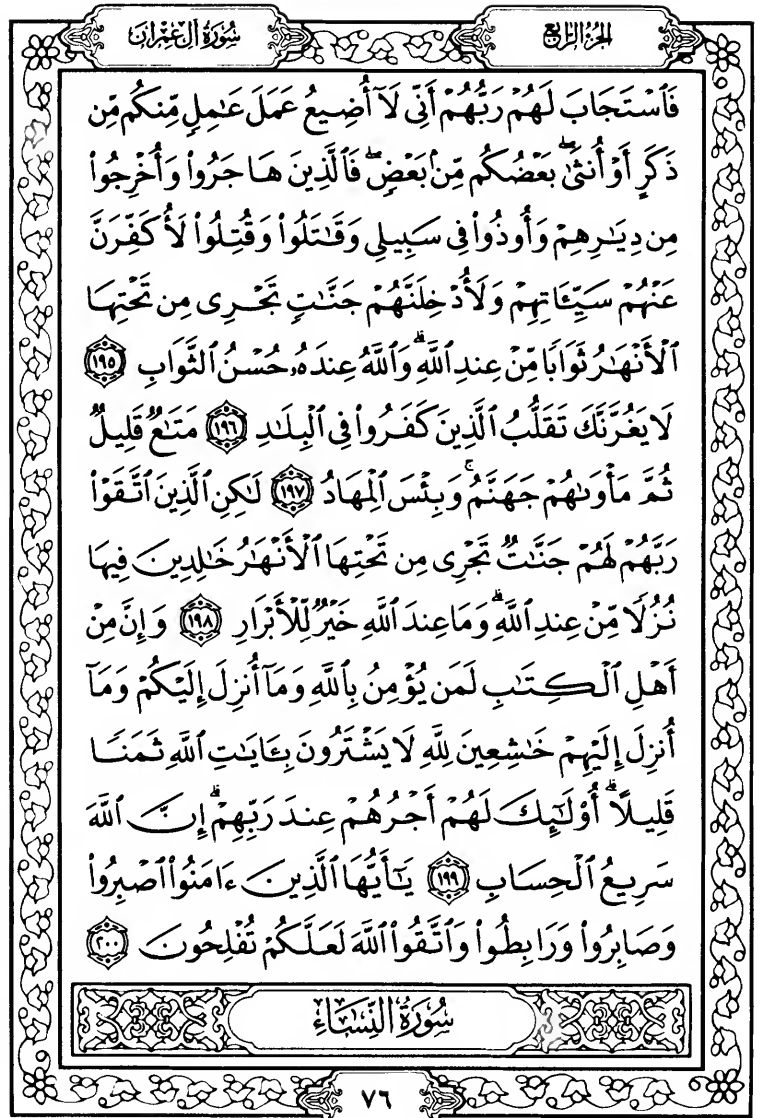 الجزء الرابع
سورة آل عمران
فَٱسۡتَجَابَ لَهُمۡ رَبُّهُمۡ أَنِّي لَآ أُضِيعُ عَمَلَ عَٰمِلٖ مِّنكُم مِّن
ذَكَرٍ أَوۡ أُنثَىٰۖ بَعۡضُكُم مِّنۢ بَعۡضٖۖ فَٱلَّذِينَ هَاجَرُواْ وَأُخۡرِجُواْ
مِن دِيَٰرِهِمۡ وَأُوذُواْ فِي سَبِيلِي وَقَٰتَلُواْ وَقُتِلُواْ لَأُكَفِّرَنَّ
عَنۡهُمۡ سَيِّـَٔاتِهِمۡ وَلَأُدۡخِلَنَّهُمۡ جَنَّٰتٖ تَجۡرِي مِن تَحۡتِهَا
ٱلۡأَنۡهَٰرُ ثَوَابٗا مِّنۡ عِندِ ٱللَّهِۗ وَٱللَّهُ عِندَهُۥ حُسۡنُ ٱلثَّوَابِ ١٩٥
لَا يَغُرَّنَّكَ تَقَلُّبُ ٱلَّذِينَ كَفَرُواْ فِي ٱلۡبِلَٰدِ ١٩٦ مَتَٰعٞ قَلِيلٞ
ثُمَّ مَأۡوَىٰهُمۡ جَهَنَّمُۖ وَبِئۡسَ ٱلۡمِهَادُ ١٩٧ لَٰكِنِ ٱلَّذِينَ ٱتَّقَوۡاْ
رَبَّهُمۡ لَهُمۡ جَنَّٰتٞ تَجۡرِي مِن تَحۡتِهَا ٱلۡأَنۡهَٰرُ خَٰلِدِينَ فِيهَا
نُزُلٗا مِّنۡ عِندِ ٱللَّهِۗ وَمَا عِندَ ٱللَّهِ خَيۡرٞ لِّلۡأَبۡرَارِ ١٩٨ وَإِنَّ مِنۡ
أَهۡلِ ٱلۡكِتَٰبِ لَمَن يُؤۡمِنُ بِٱللَّهِ وَمَآ أُنزِلَ إِلَيۡكُمۡ وَمَآ
أُنزِلَ إِلَيۡهِمۡ خَٰشِعِينَ لِلَّهِ لَا يَشۡتَرُونَ بِـَٔايَٰتِ ٱللَّهِ ثَمَنٗا
قَلِيلًاۗ أُوْلَٰٓئِكَ لَهُمۡ أَجۡرُهُمۡ عِندَ رَبِّهِمۡۗ إِنَّ ٱللَّهَ
سَرِيعُ ٱلۡحِسَابِ ١٩٩ يَٰٓأَيُّهَا ٱلَّذِينَ ءَامَنُواْ ٱصۡبِرُواْ
وَصَابِرُواْ وَرَابِطُواْ وَٱتَّقُواْ ٱللَّهَ لَعَلَّكُمۡ تُفۡلِحُونَ ٢٠٠
سُورَةُ النِّسَاءِ
٧٦